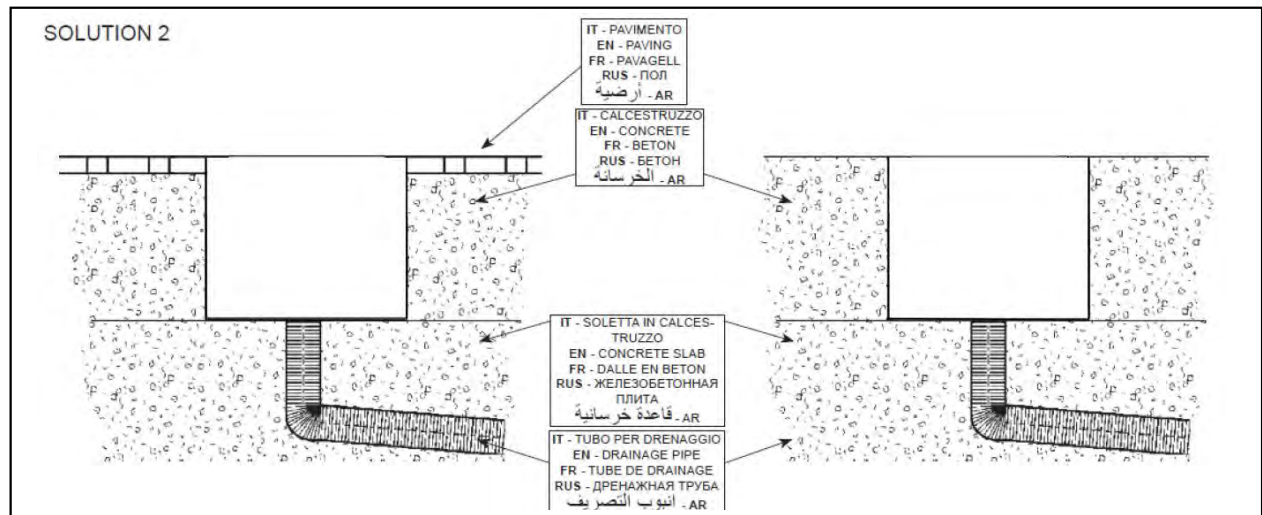 SOLUTION 2
IT - PAVIMENTO
EN - PAVING
FR - PAVAGELL
RUS - ПОЛ
أرضية - AR
IT - CALCESTRUZZO
EN - CONCRETE
FR - BETON
RUS - БЕТОН
الخرسانة - AR
IT - SOLETTA IN CALCES-
TRUZZO
EN - CONCRETE SLAB
FR - DALLE EN BETON
RUS - ЖЕЛЕЗОБЕТОННАЯ
ПЛИТА
قاعدة خرسانية - AR
IT - TUBO PER DRENAGGIO
EN - DRAINAGE PIPE
FR - TUBE DE DRAINAGE
RUS - ДРЕНАЖНАЯ ТРУБА
انبوب التصريف - AR